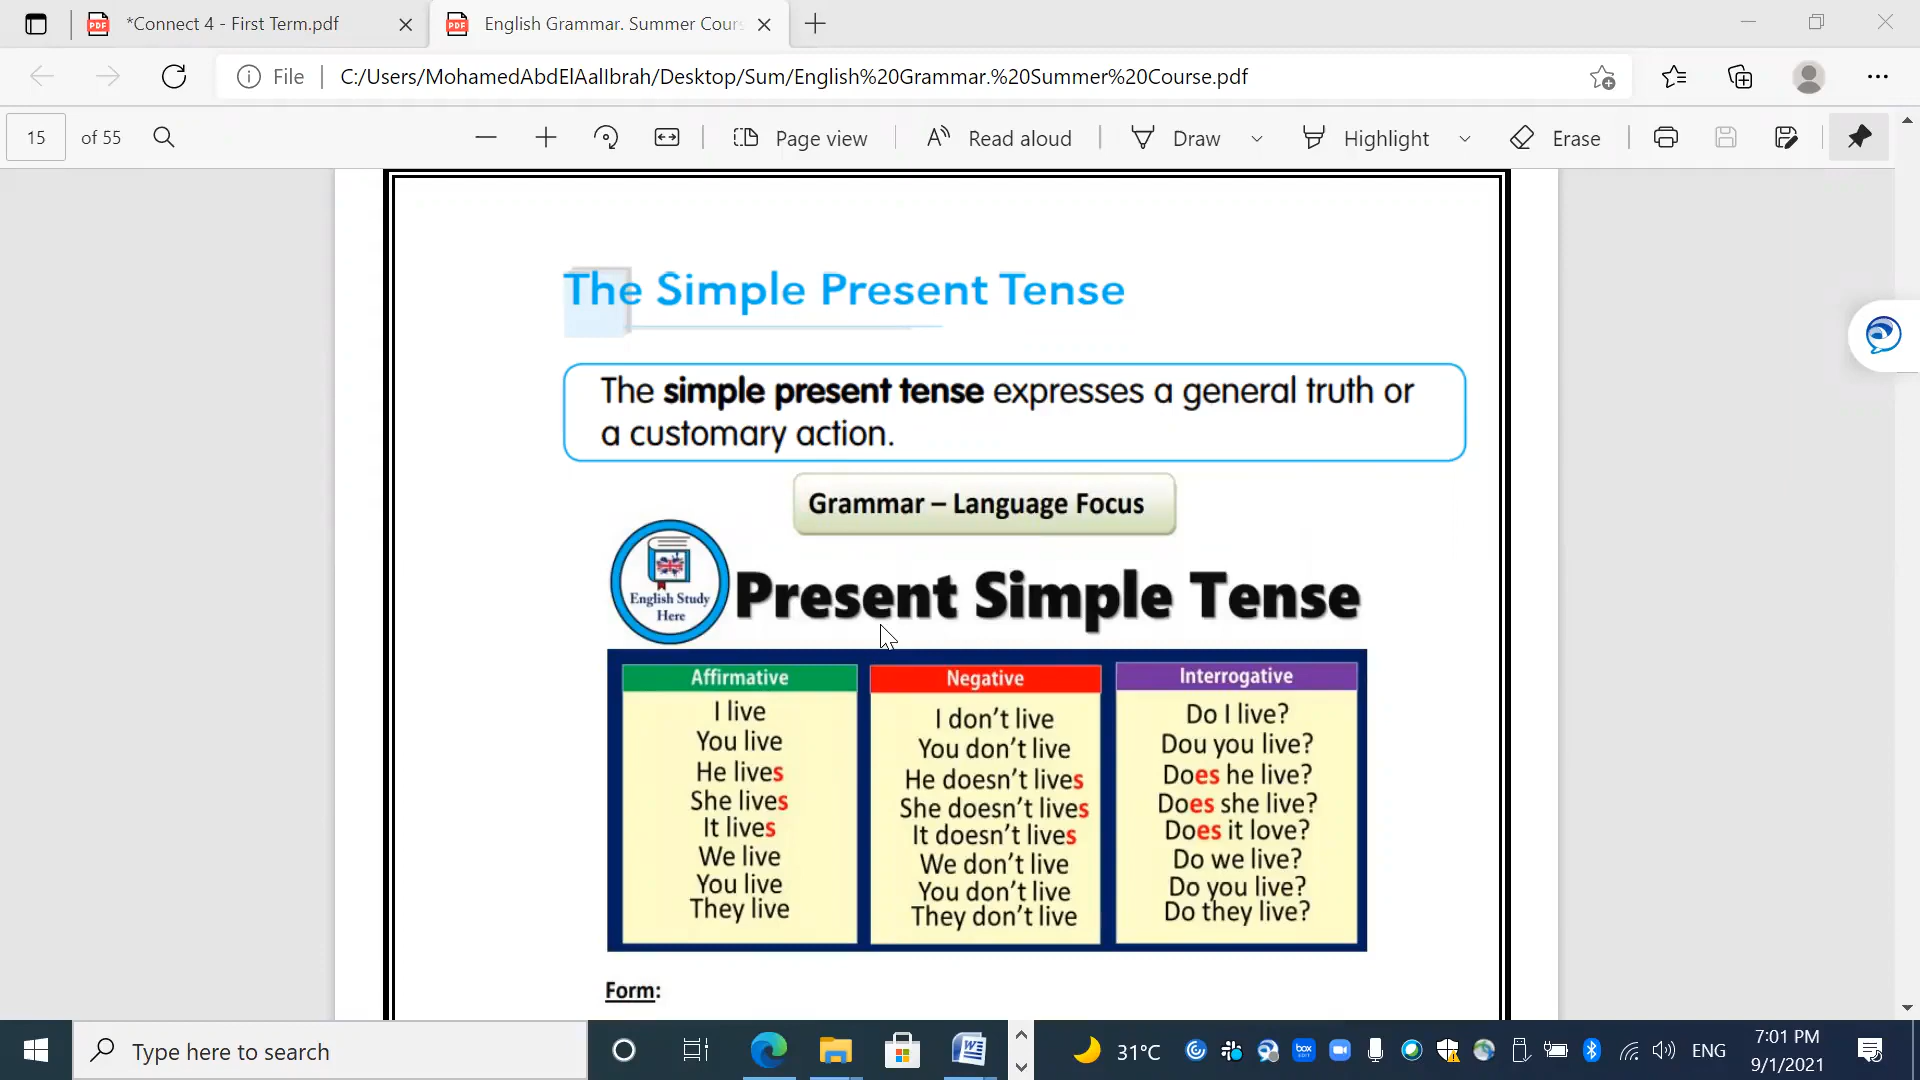 *Connect 4 - First Term.pdf
English Grammar. Summer Cour
File
C:/Users/MohamedAbdElAalIbrah/Desktop/Sum/English%20Grammar.%20Summer%20Course.pdf
15 of 55
Page view
Read aloud
Draw
Highlight
Erase
The Simple Present Tense
The simple present tense expresses a general truth or
a customary action.
Grammar – Language Focus
English Study
Here
Present Simple Tense
Affirmative
I live
You live
He lives
She lives
It lives
We live
You live
They live
Negative
I don't live
You don't live
He doesn't lives
She doesn't lives
It doesn't lives
We don't live
You don't live
They don't live
Interrogative
Do I live?
Dou you live?
Does he live?
Does she live?
Does it love?
Do we live?
Do you live?
Do they live?
Form:
Type here to search
31°C
ENG
7:01 PM
9/1/2021